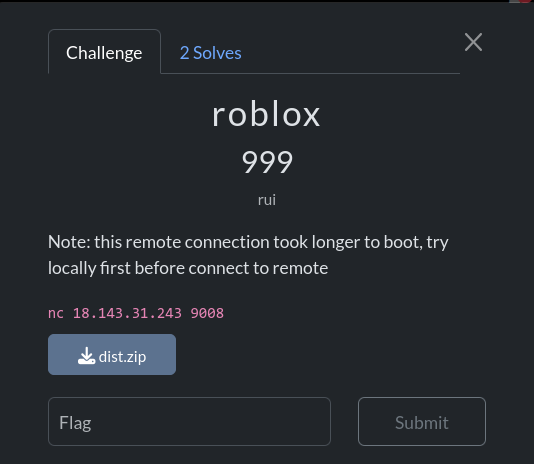 Challenge
2 Solves
roblox
999
rui
Note: this remote connection took longer to boot, try
locally first before connect to remote
nc 18.143.31.243 9008
dist.zip
Flag
Submit